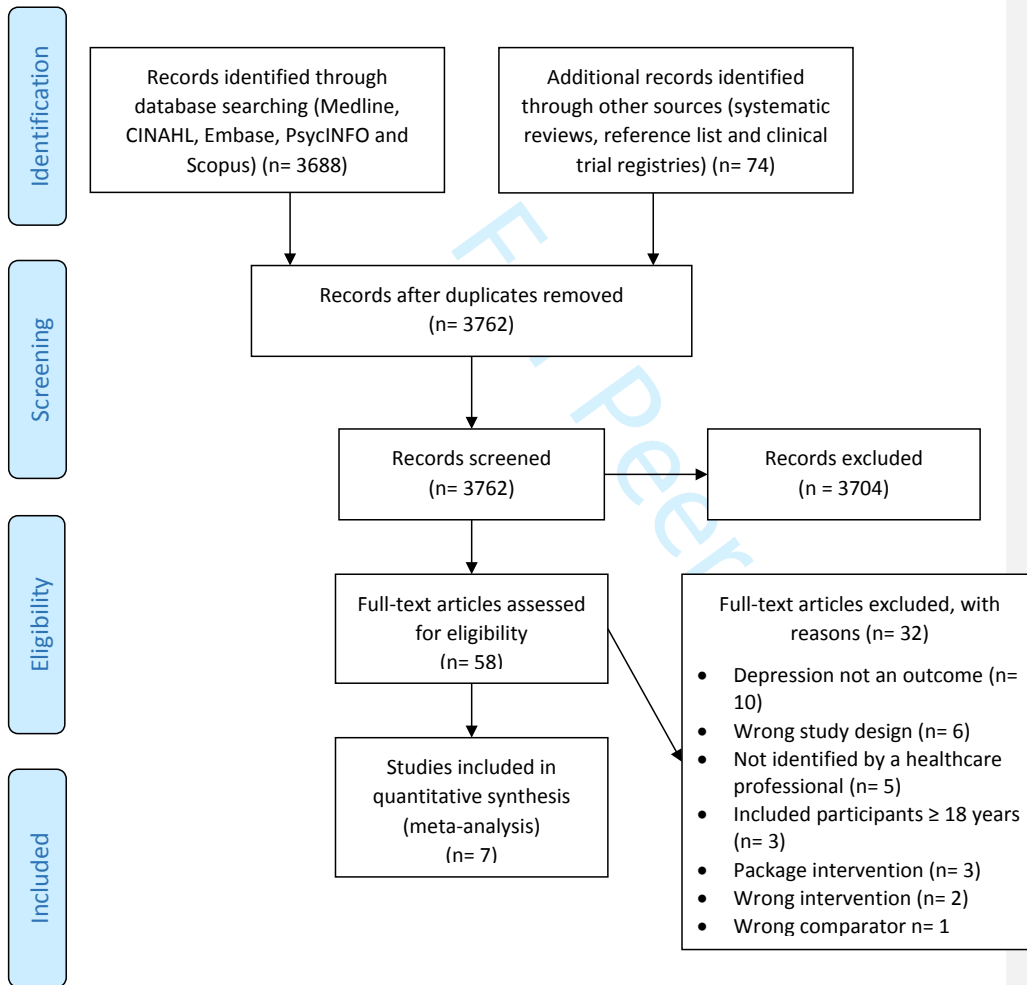 Identification
Records identified through
database searching (Medline,
CINAHL, Embase, PsycINFO and
Scopus) (n= 3688)
Additional records identified
through other sources (systematic
reviews, reference list and clinical
trial registries) (n= 74)
Screening
Records after duplicates removed
(n= 3762)
Records screened
(n= 3762)
Records excluded
(n = 3704)
Eligibility
Full-text articles assessed
for eligibility
(n= 58)
Full-text articles excluded, with
reasons (n= 32)
• Depression not an outcome (n=
10)
• Wrong study design (n= 6)
• Not identified by a healthcare
professional (n= 5)
• Included participants ≥ 18 years
(n= 3)
• Package intervention (n= 3)
• Wrong intervention (n= 2)
• Wrong comparator n= 1
Included
Studies included in
quantitative synthesis
(meta-analysis)
(n= 7)
Peer